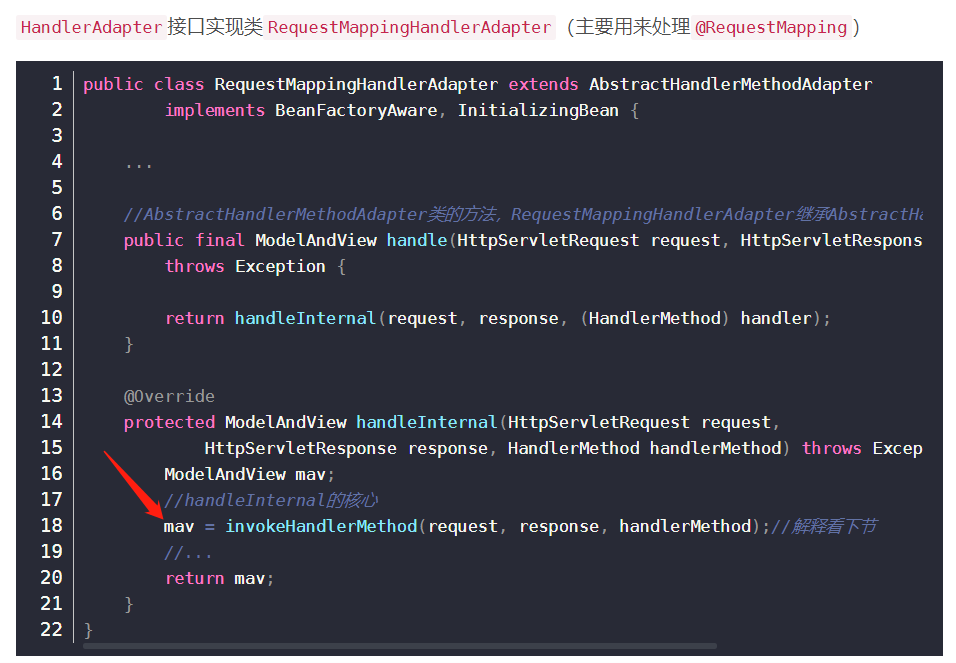 HandlerAdapter 接口实现类 RequestMappingHandlerAdapter （主要用来处理 @RequestMapping ）
1 public class RequestMappingHandlerAdapter extends AbstractHandlerMethodAdapter
2         implements BeanFactoryAware, InitializingBean {
3
4     ...
5
6     //AbstractHandlerMethodAdapter类的方法，RequestMappingHandlerAdapter继承AbstractHa
7     public final ModelAndView handle(HttpServletRequest request, HttpServletRespons
8         throws Exception {
9
10         return handleInternal(request, response, (HandlerMethod) handler);
11     }
12
13     @Override
14     protected ModelAndView handleInternal(HttpServletRequest request,
15             HttpServletResponse response, HandlerMethod handlerMethod) throws Excep
16         ModelAndView mav;
17         //handleInternal的核心
18         mav = invokeHandlerMethod(request, response, handlerMethod);//解释看下节
19         //...
20         return mav;
21     }
22 }